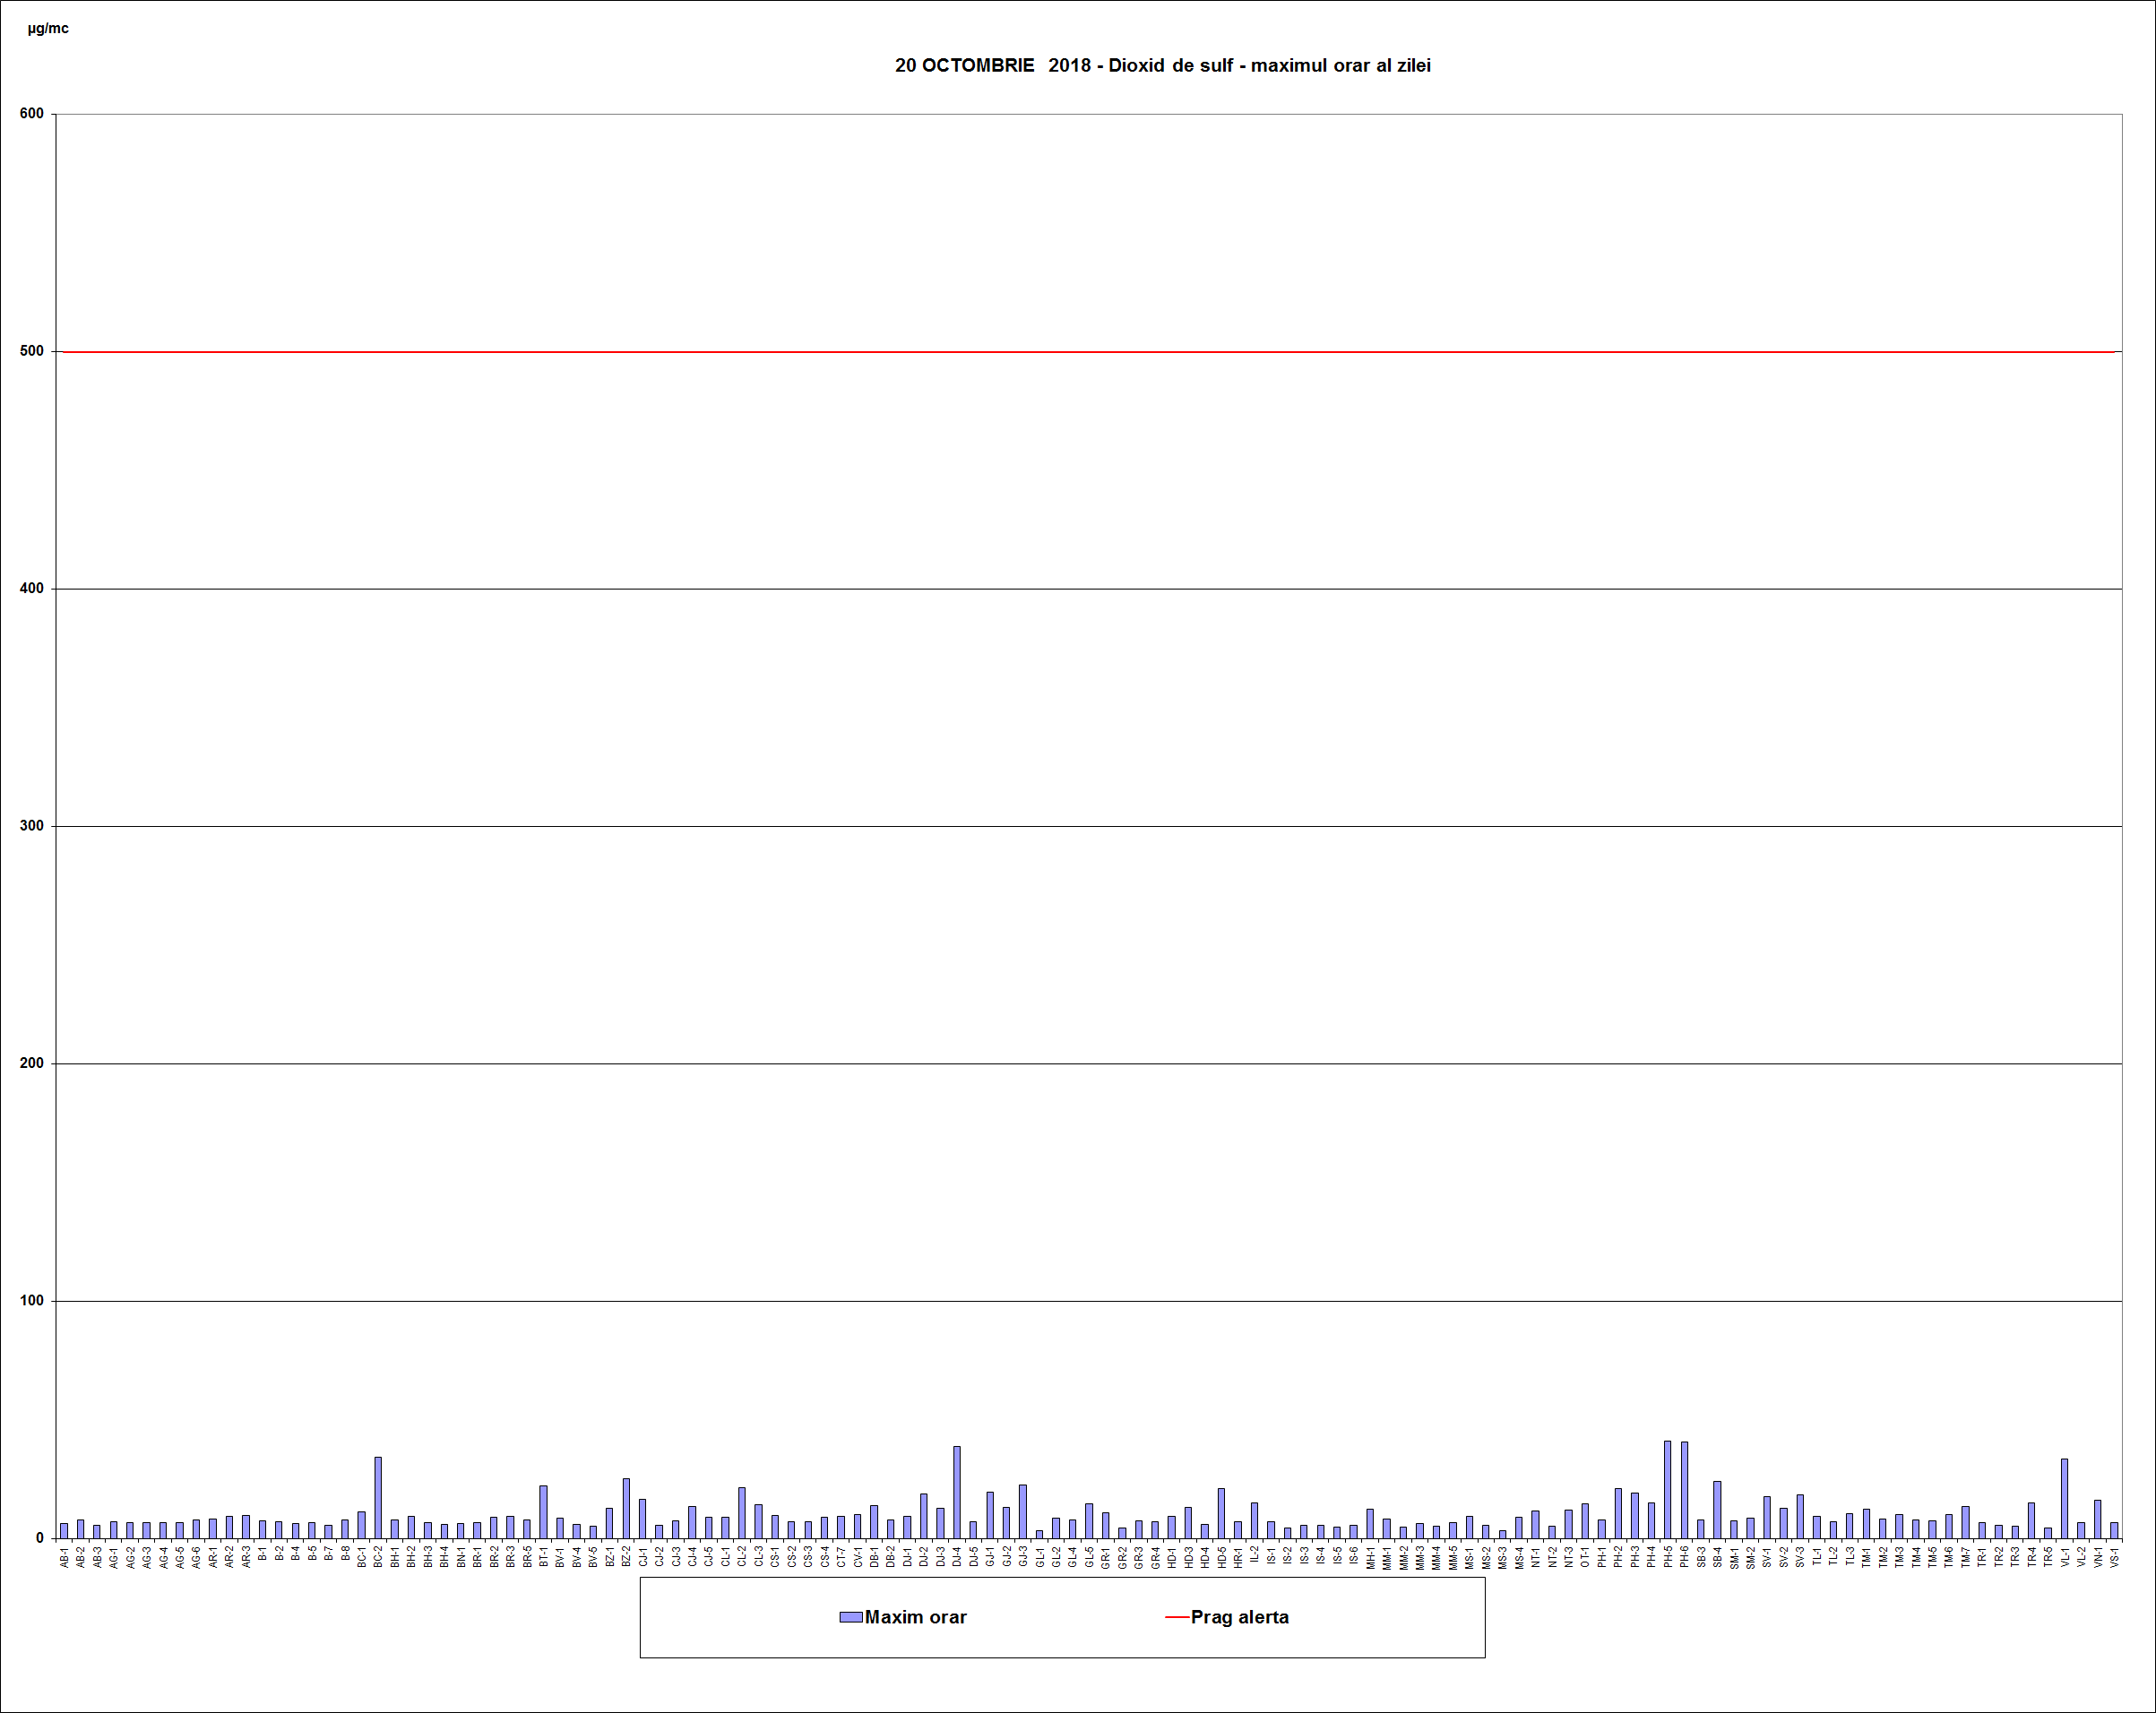 µg/mc
20 OCTOMBRIE  2018 - Dioxid de sulf - maximul orar al zilei
600
500
400
300
200
100
0
AB-1 AB-2 AB-3 AG-1 AG-2 AG-3 AG-4 AG-5 AG-6 AR-1 AR-2 AR-3 B-1 B-2 B-4 B-5 B-7 B-8 BC-1 BC-2 BH-1 BH-2 BH-3 BH-4 BN-1 BR-1 BR-2 BR-3 BR-5 BT-1 BV-1 BV-4 BV-5 BZ-1 BZ-2 CJ-1 CJ-2 CJ-3 CJ-4 CJ-5 CL-1 CL-2 CL-3 CS-1 CS-2 CS-3 CS-4 CT-7 CV-1 DB-1 DB-2 DJ-1 DJ-2 DJ-3 DJ-4 DJ-5 GJ-1 GJ-2 GJ-3 GL-1 GL-2 GL-4 GL-5 GR-1 GR-2 GR-3 GR-4 HD-1 HD-3 HD-4 HD-5 HR-1 IL-2 IS-1 IS-2 IS-3 IS-4 IS-5 IS-6 MH-1 MM-1 MM-2 MM-3 MM-4 MM-5 MS-1 MS-2 MS-3 MS-4 NT-1 NT-2 NT-3 OT-1 PH-1 PH-2 PH-3 PH-4 PH-5 PH-6 SB-3 SB-4 SM-1 SM-2 SV-1 SV-2 SV-3 TL-1 TL-2 TL-3 TM-1 TM-2 TM-3 TM-4 TM-5 TM-6 TM-7 TR-1 TR-2 TR-3 TR-4 TR-5 VL-1 VL-2 VN-1 VS-1
Maxim orar
Prag alerta